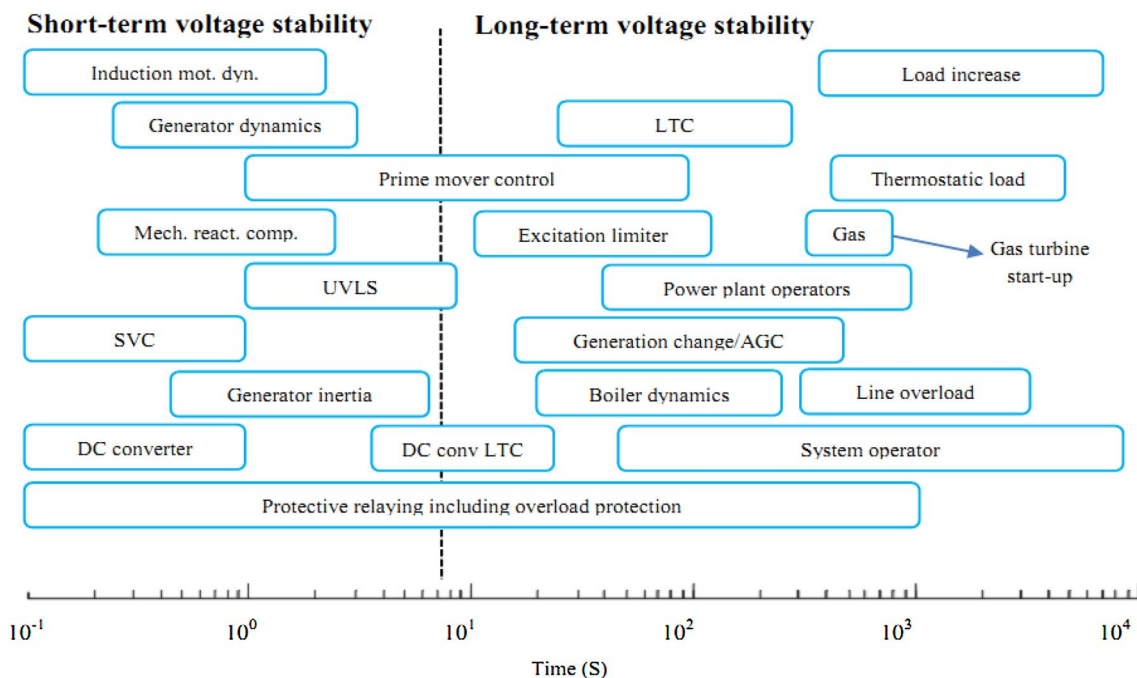 Short-term voltage stability
Long-term voltage stability
Induction mot. dyn.
Load increase
Generator dynamics
LTC
Prime mover control
Thermostatic load
Mech. react. comp.
Excitation limiter
Gas
Gas turbine
start-up
UVLS
Power plant operators
SVC
Generation change/AGC
Generator inertia
Boiler dynamics
Line overload
DC converter
DC conv LTC
System operator
Protective relaying including overload protection
10⁻¹
10⁰
10¹
10²
10³
10⁴
Time (S)